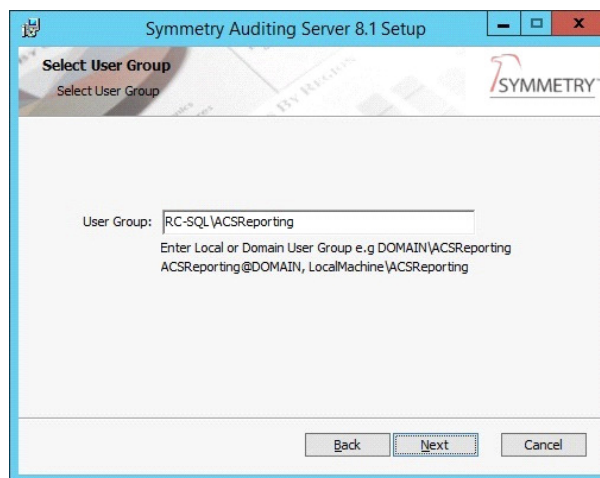 Symmetry Auditing Server 8.1 Setup
Select User Group
Select User Group
SYMMETRY
User Group: RC-SQL\ACSReporting
Enter Local or Domain User Group e.g DOMAIN\ACSReporting
ACSReporting@DOMAIN, LocalMachine\ACSReporting
Back Next Cancel